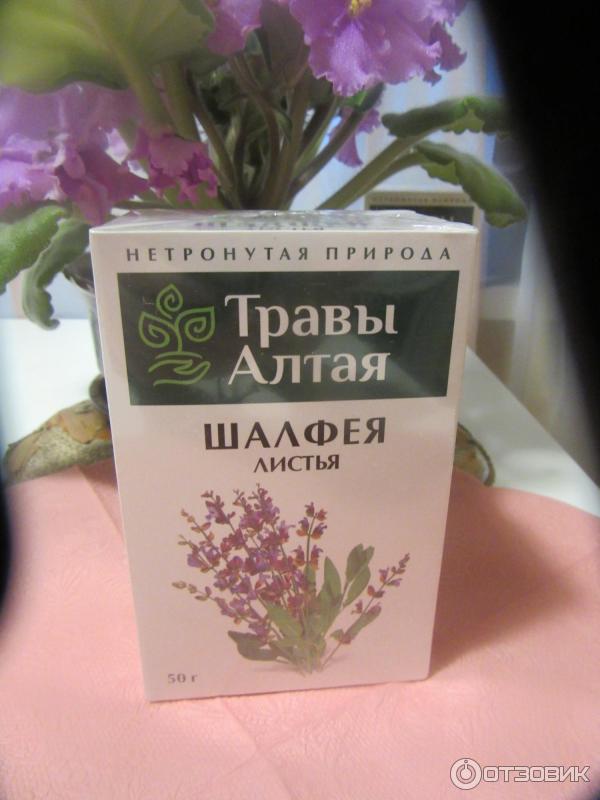 НЕТРОНУТАЯ ПРИРОДА
Травы
Алтая
ШАЛФЕЯ
ЛИСТЬЯ
50 г
ОТЗОВИК